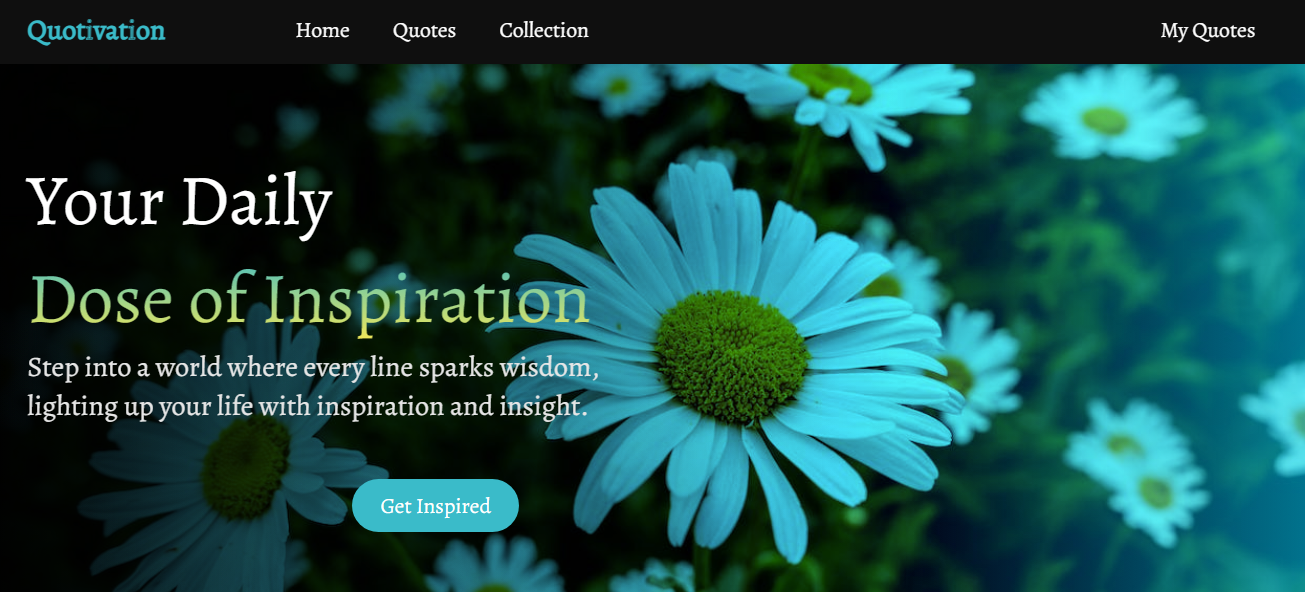 Quotivation
Home
Quotes
Collection
My Quotes
Your Daily
Dose of Inspiration
Step into a world where every line sparks wisdom,
lighting up your life with inspiration and insight.
Get Inspired